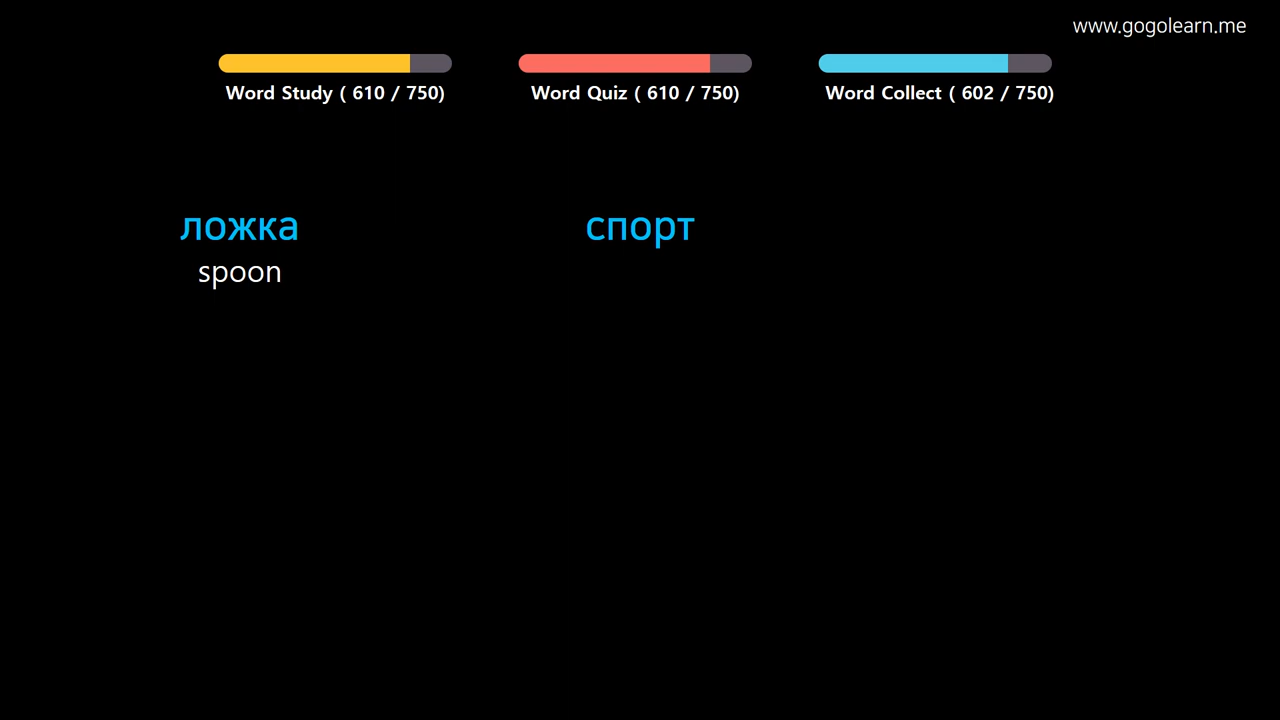 www.gogolearn.me
Word Study ( 610 / 750)
Word Quiz ( 610 / 750)
Word Collect ( 602 / 750)
ложка
spoon
спорт